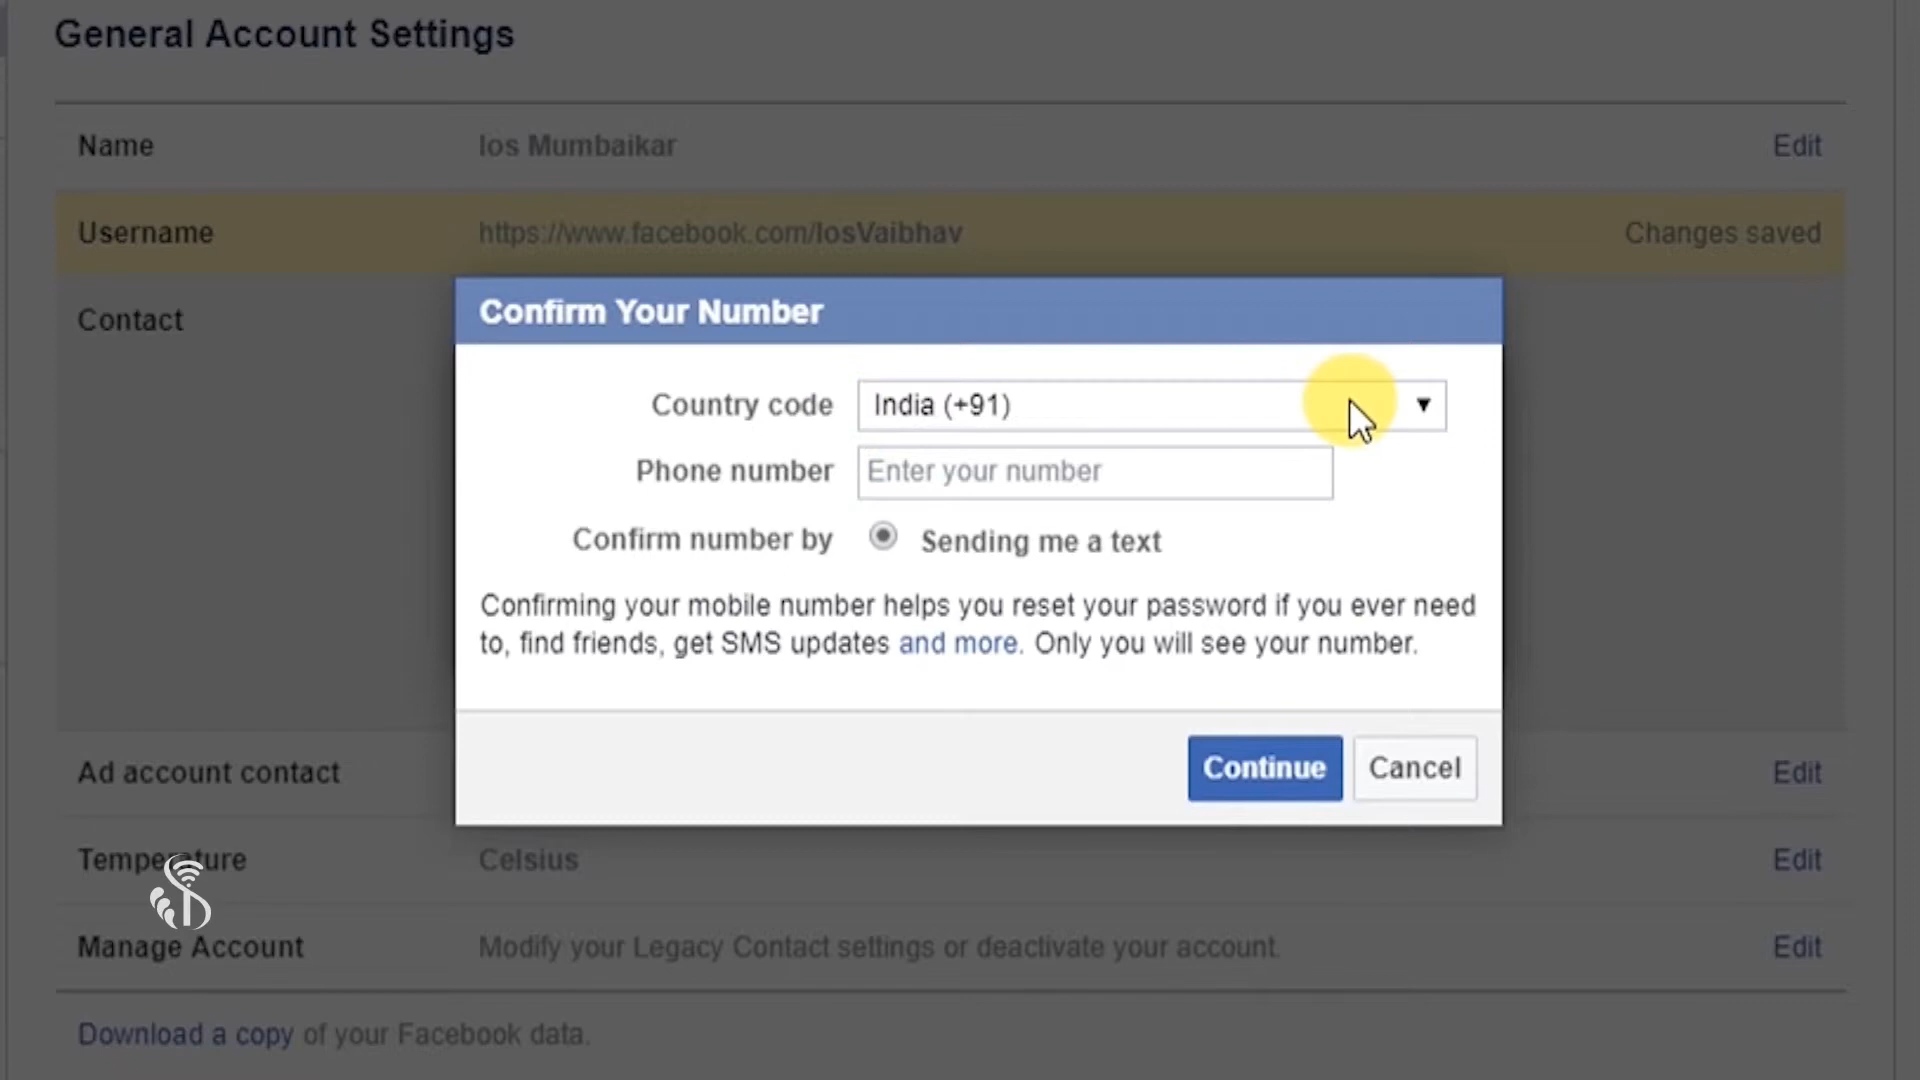 General Account Settings
Name Ios Mumbaikar Edit
Username https://www.facebook.com/IosVaibhav Changes saved
Contact
Confirm Your Number
Country code India (+91)
Phone number Enter your number
Confirm number by Sending me a text
Confirming your mobile number helps you reset your password if you ever need
to, find friends, get SMS updates and more. Only you will see your number.
Continue Cancel
Ad account contact Edit
Temperature Celsius Edit
Manage Account Modify your Legacy Contact settings or deactivate your account. Edit
Download a copy of your Facebook data.